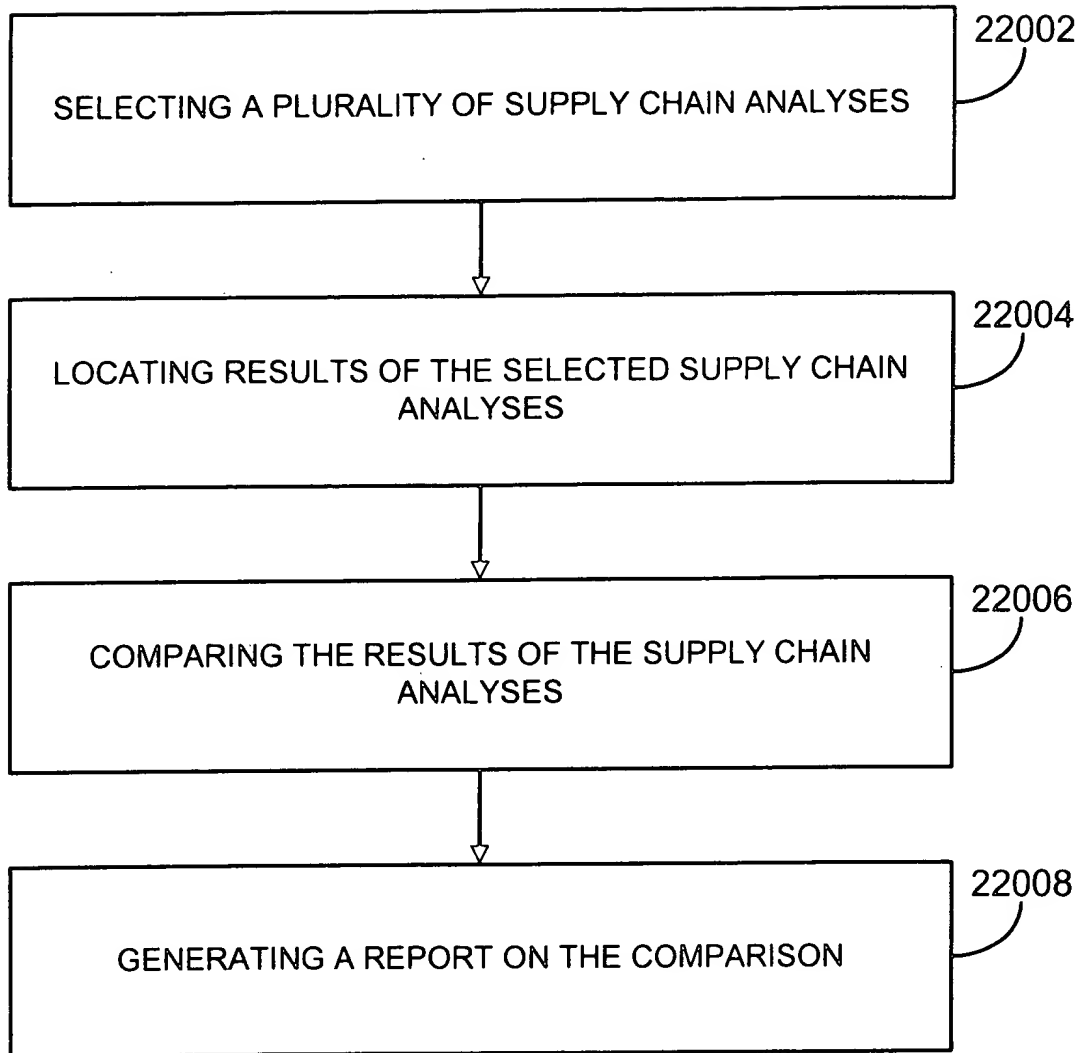 22002
SELECTING A PLURALITY OF SUPPLY CHAIN ANALYSES
22004
LOCATING RESULTS OF THE SELECTED SUPPLY CHAIN
ANALYSES
22006
COMPARING THE RESULTS OF THE SUPPLY CHAIN
ANALYSES
22008
GENERATING A REPORT ON THE COMPARISON